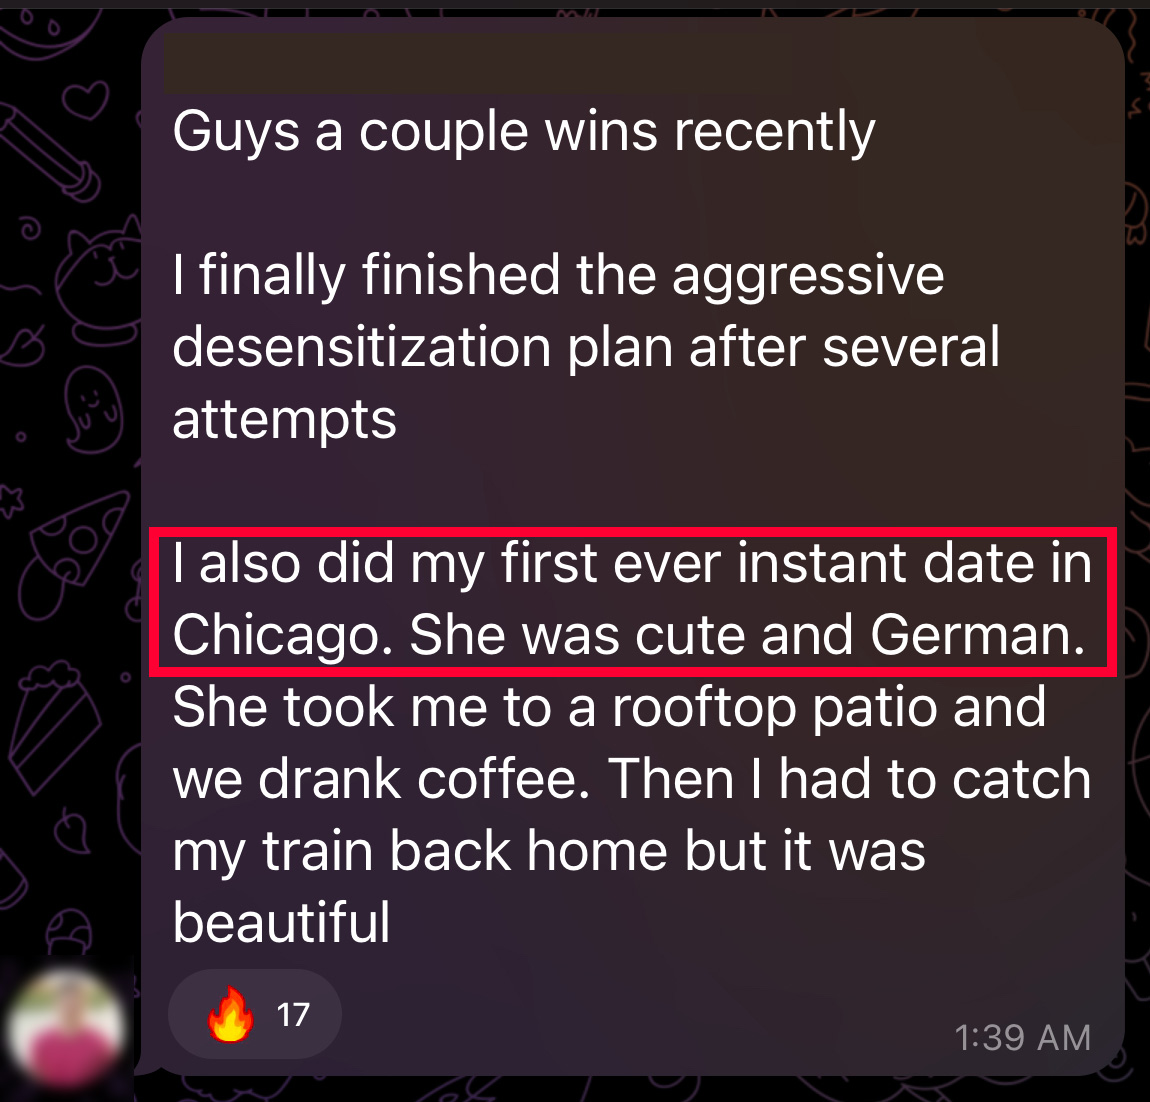 Guys a couple wins recently
I finally finished the aggressive
desensitization plan after several
attempts
I also did my first ever instant date in
Chicago. She was cute and German.
She took me to a rooftop patio and
we drank coffee. Then I had to catch
my train back home but it was
beautiful
🔥 17
1:39 AM